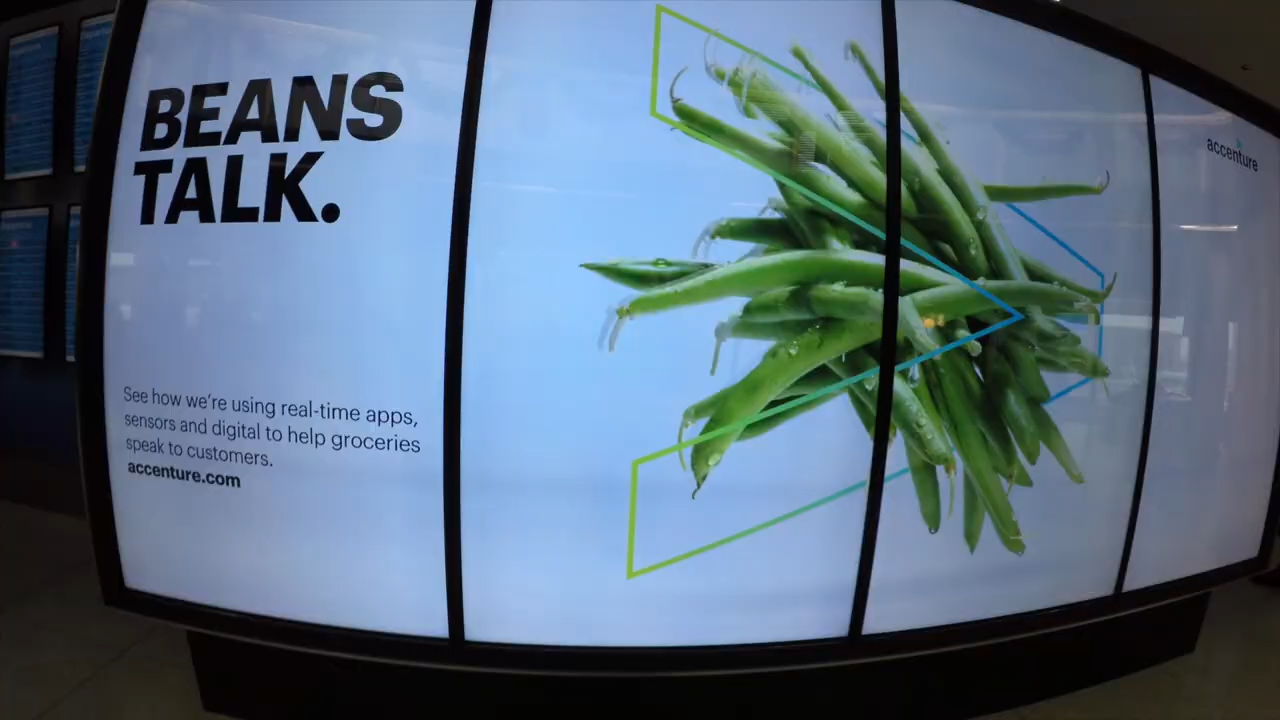 BEANS
TALK.
accenture
See how we're using real-time apps,
sensors and digital to help groceries
speak to customers.
accenture.com